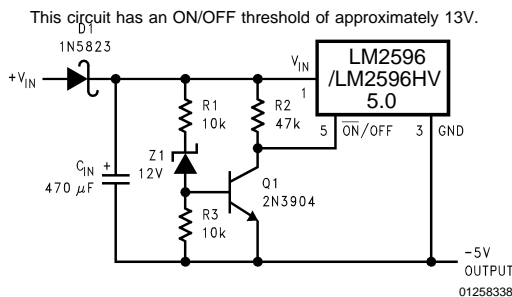 This circuit has an ON/OFF threshold of approximately 13V.
D1
1N5823
+VIN
VIN
1
LM2596
/LM2596HV
5.0
R1
10k
R2
47k
5
ON/OFF
3
GND
Z1
12V
CIN
+
470 μF
Q1
2N3904
R3
10k
-5V
OUTPUT
01258338